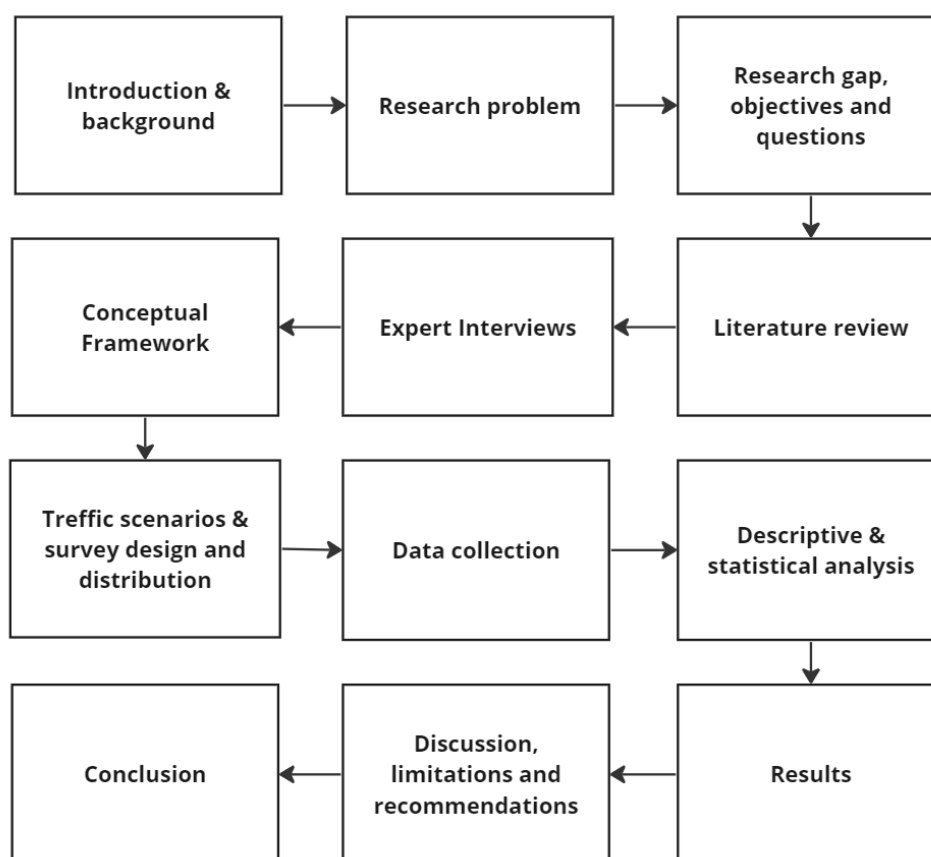 Introduction &
background
Research problem
Research gap,
objectives and
questions
Literature review
Expert Interviews
Conceptual
Framework
Treffic scenarios &
survey design and
distribution
Data collection
Descriptive &
statistical analysis
Results
Discussion,
limitations and
recommendations
Conclusion